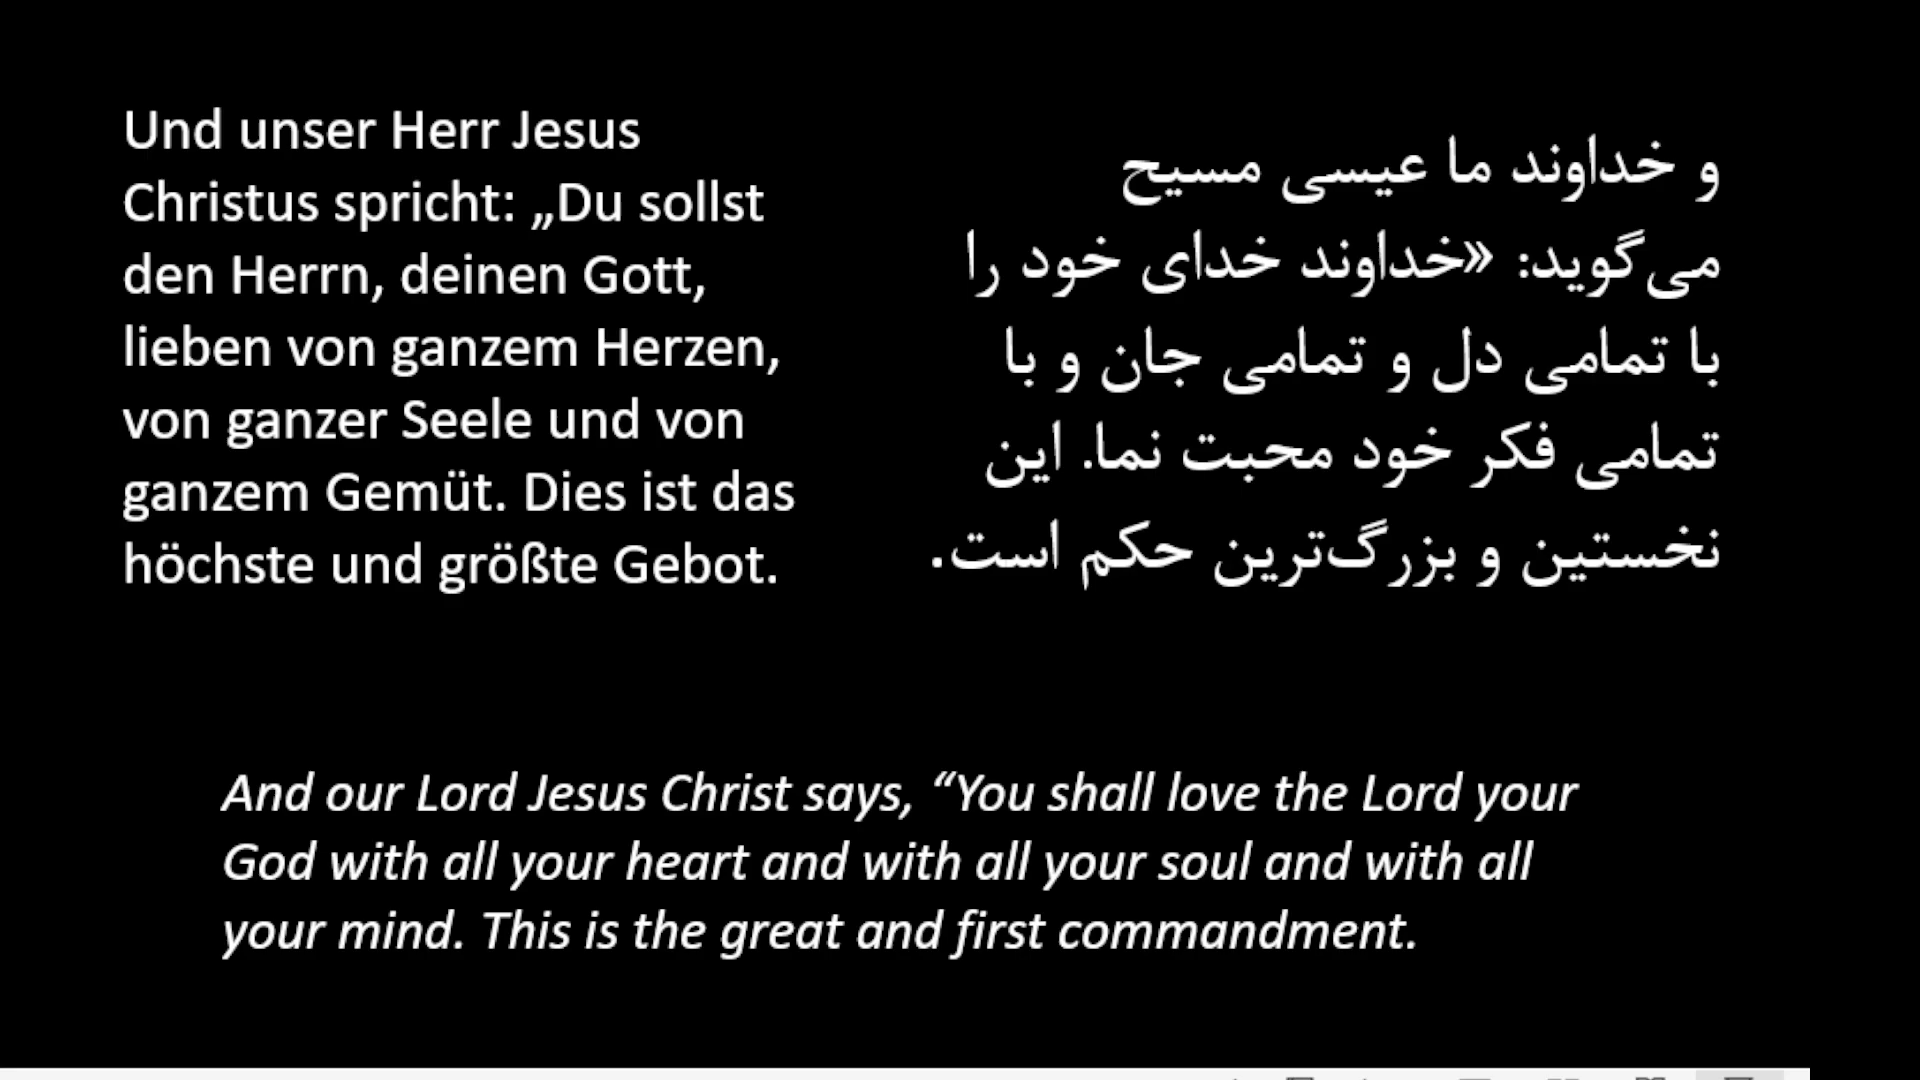 Und unser Herr Jesus
Christus spricht: „Du sollst
den Herrn, deinen Gott,
lieben von ganzem Herzen,
von ganzer Seele und von
ganzem Gemüt. Dies ist das
höchste und größte Gebot.
و خداوند ما عیسی مسیح
می‌گوید: «خداوند خدای خود را
با تمامی دل و تمامی جان و با
تمامی فکر خود محبت نما. این
نخستین و بزرگ‌ترین حکم است.
And our Lord Jesus Christ says, “You shall love the Lord your
God with all your heart and with all your soul and with all
your mind. This is the great and first commandment.